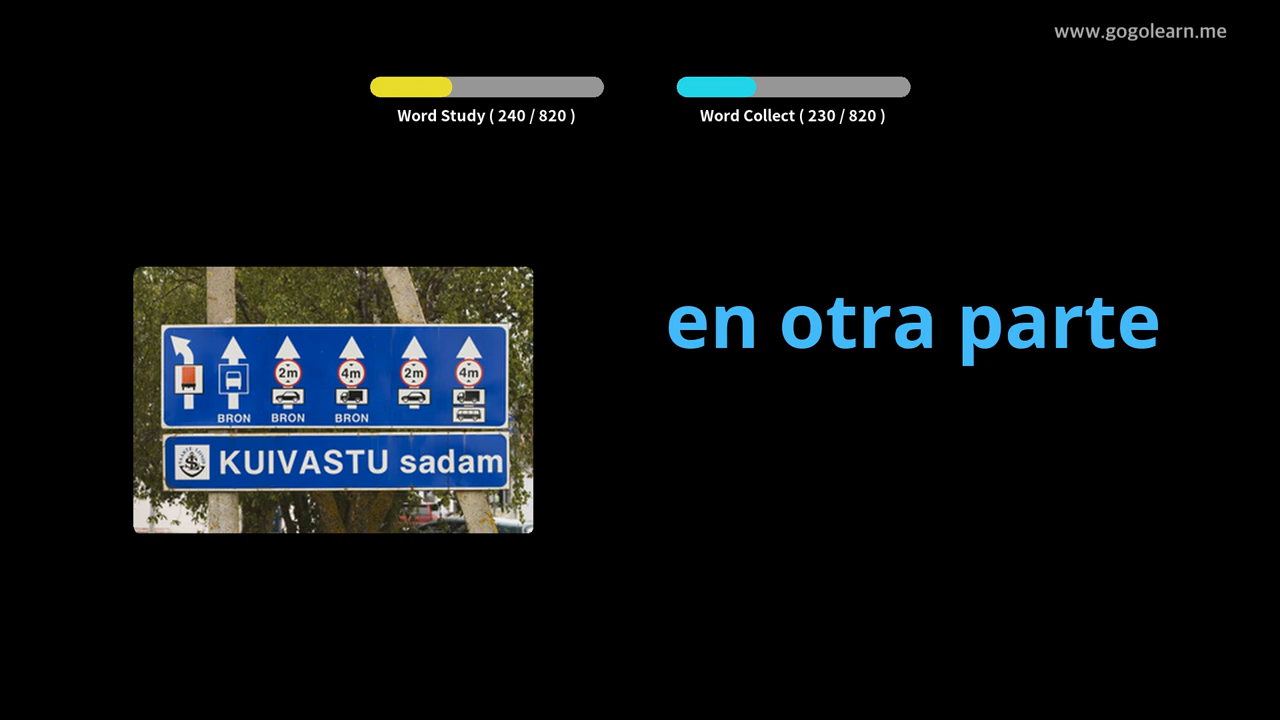 www.gogolearn.me
Word Study ( 240 / 820 )
Word Collect ( 230 / 820 )
en otra parte
2m 4m 2m 4m
BRON BRON BRON
KUIVASTU sadam